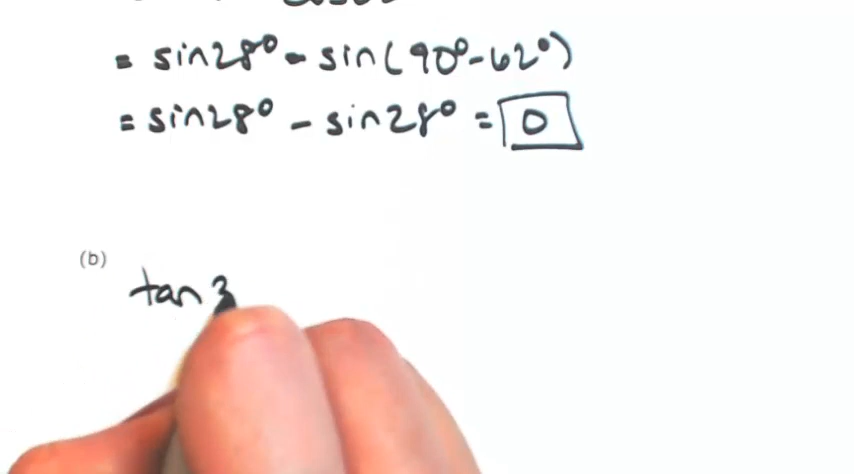 = sin28° - sin(90°-62°)
= sin28° - sin28° = 0
(b)
tan 3